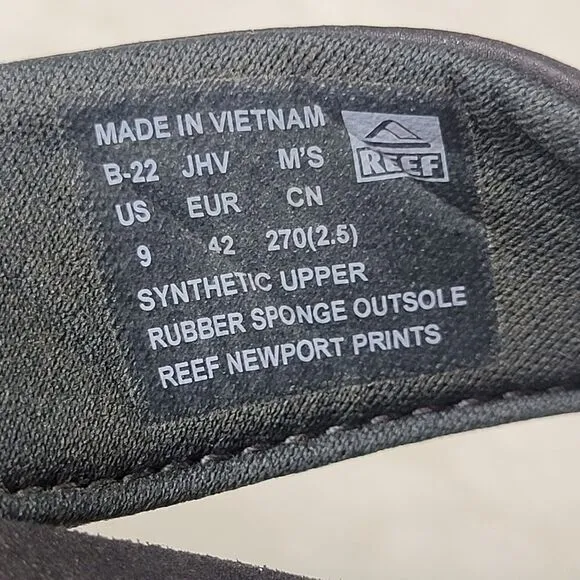 MADE IN VIETNAM
REEF
B-22 JHV M'S
US EUR CN
9 42 270(2.5)
SYNTHETIC UPPER
RUBBER SPONGE OUTSOLE
REEF NEWPORT PRINTS